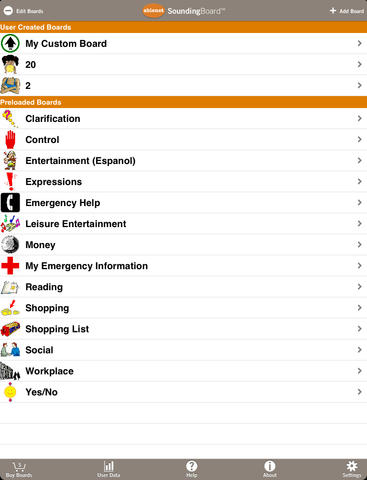 Edit Boards
ablenet SoundingBoard™
Add Board
User Created Boards
My Custom Board
20
2
Preloaded Boards
Clarification
Control
Entertainment (Espanol)
Expressions
Emergency Help
Leisure Entertainment
Money
My Emergency Information
Reading
Shopping
Shopping List
Social
Workplace
Yes/No
Buy Boards
User Data
Help
About
Settings